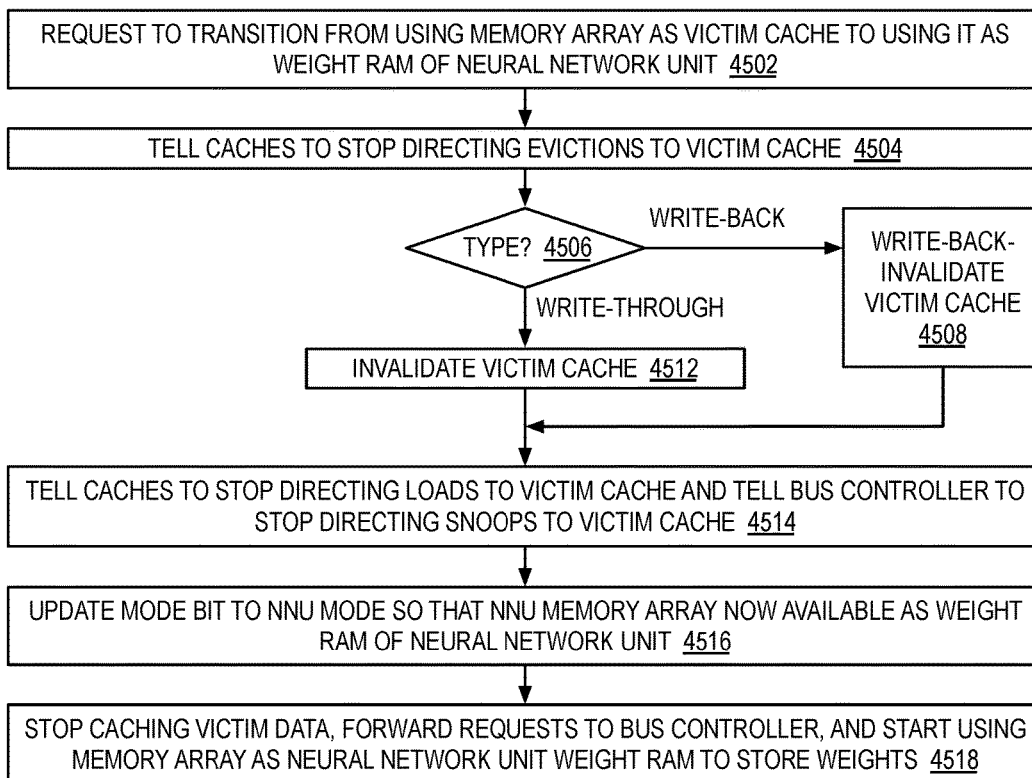 REQUEST TO TRANSITION FROM USING MEMORY ARRAY AS VICTIM CACHE TO USING IT AS
WEIGHT RAM OF NEURAL NETWORK UNIT 4502
TELL CACHES TO STOP DIRECTING EVICTIONS TO VICTIM CACHE 4504
TYPE? 4506
WRITE-BACK
WRITE-BACK-
INVALIDATE
VICTIM CACHE
4508
WRITE-THROUGH
INVALIDATE VICTIM CACHE 4512
TELL CACHES TO STOP DIRECTING LOADS TO VICTIM CACHE AND TELL BUS CONTROLLER TO
STOP DIRECTING SNOOPS TO VICTIM CACHE 4514
UPDATE MODE BIT TO NNU MODE SO THAT NNU MEMORY ARRAY NOW AVAILABLE AS WEIGHT
RAM OF NEURAL NETWORK UNIT 4516
STOP CACHING VICTIM DATA, FORWARD REQUESTS TO BUS CONTROLLER, AND START USING
MEMORY ARRAY AS NEURAL NETWORK UNIT WEIGHT RAM TO STORE WEIGHTS 4518